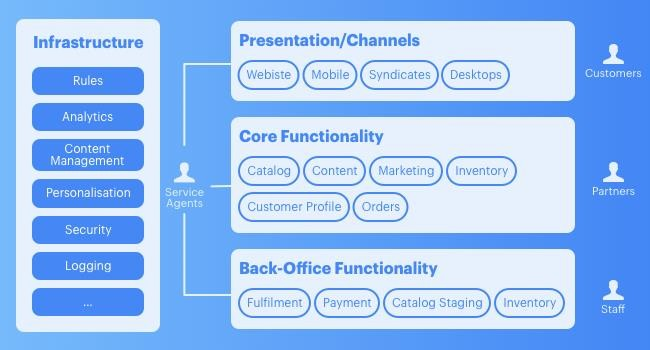 Infrastructure
Rules
Analytics
Content
Management
Personalisation
Security
Logging
...
Service
Agents
Presentation/Channels
Webiste
Mobile
Syndicates
Desktops
Core Functionality
Catalog
Content
Marketing
Inventory
Customer Profile
Orders
Back-Office Functionality
Fulfilment
Payment
Catalog Staging
Inventory
Customers
Partners
Staff